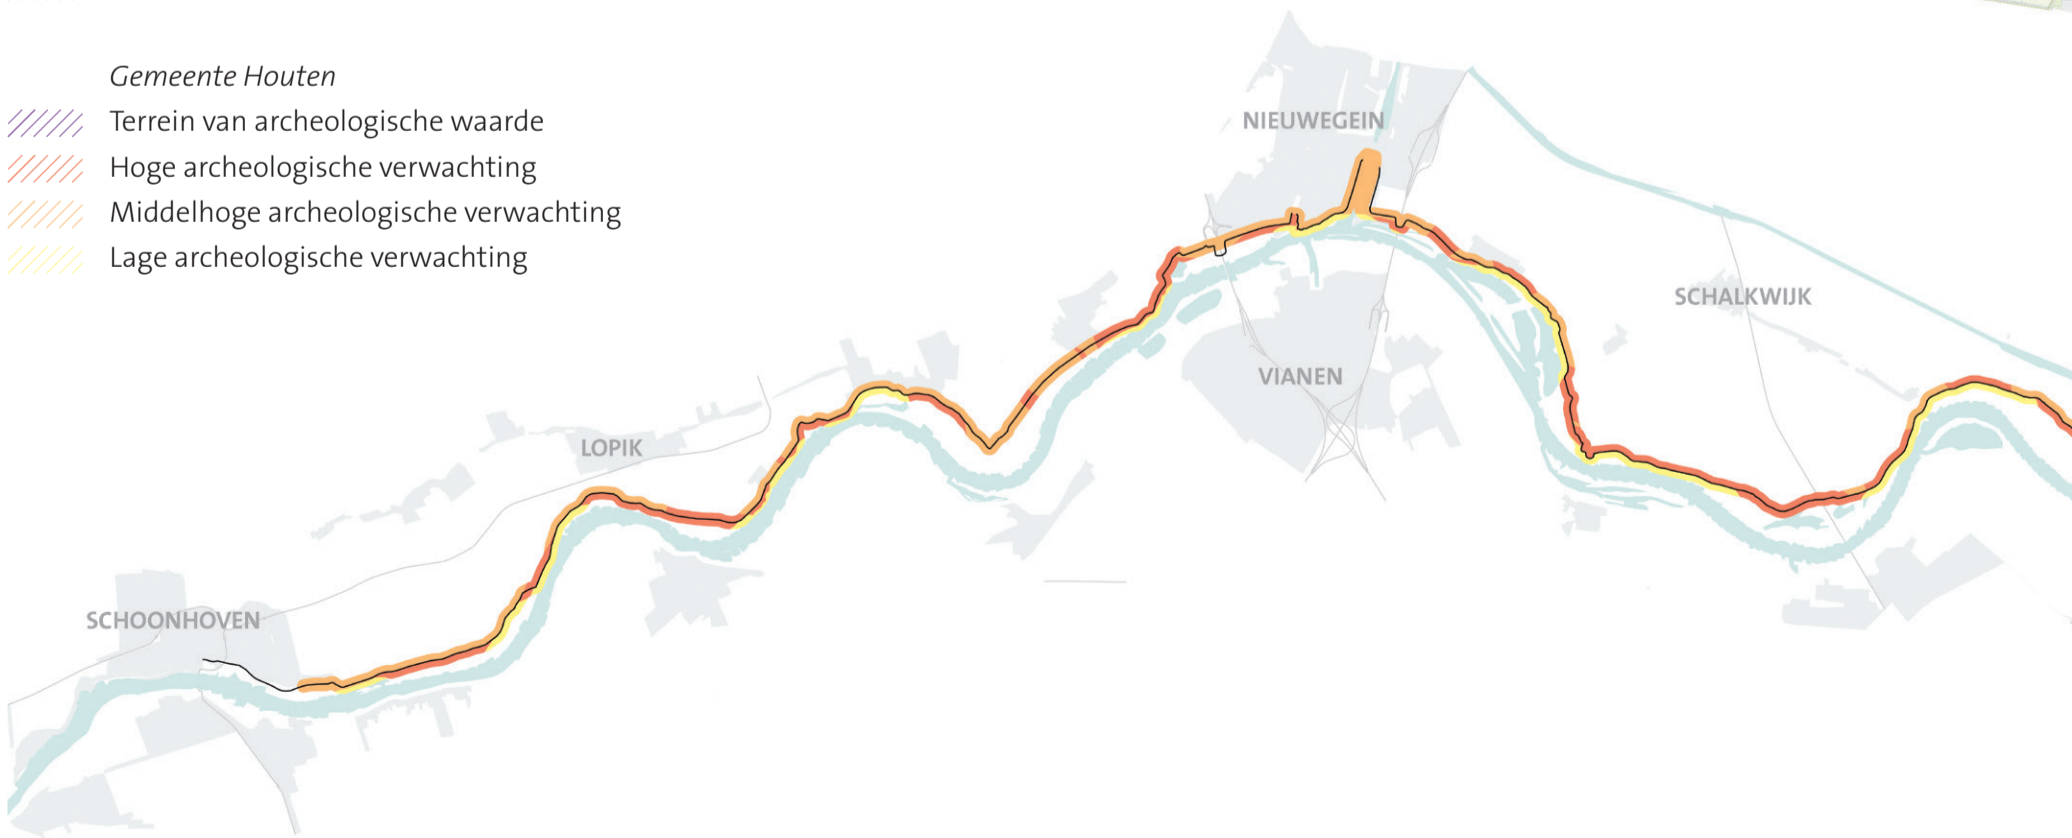 Gemeente Houten
Terrein van archeologische waarde
Hoge archeologische verwachting
Middelhoge archeologische verwachting
Lage archeologische verwachting
NIEUWEGEIN
SCHALKWIJK
VIANEN
LOPIK
SCHOONHOVEN